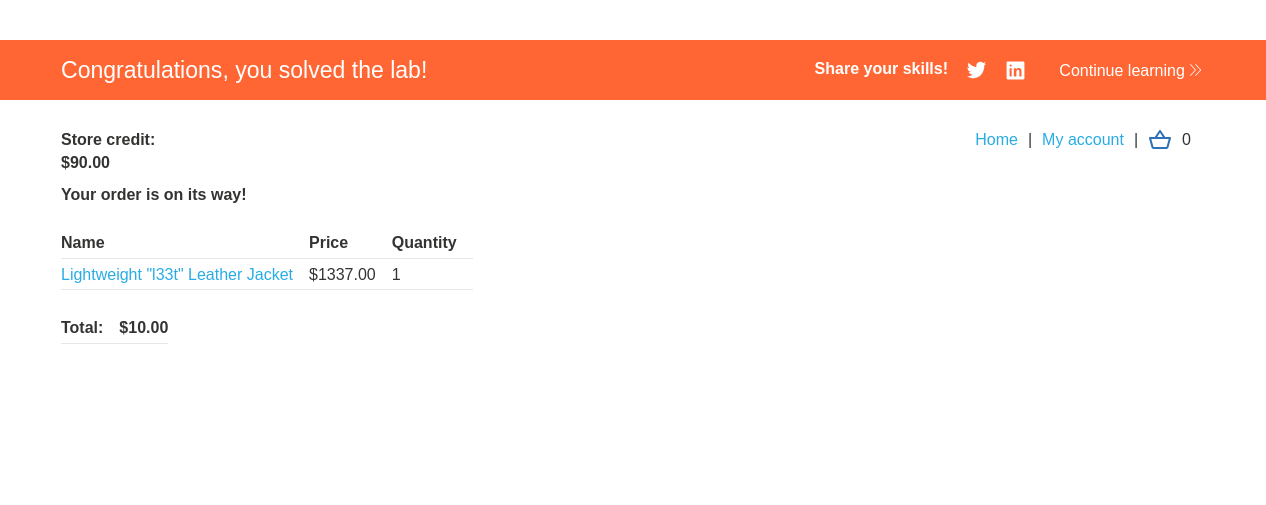 Congratulations, you solved the lab!
Share your skills!
Continue learning
Store credit:
$90.00
Home | My account | 0
Your order is on its way!
Name Price Quantity
Lightweight "l33t" Leather Jacket $1337.00 1
Total: $10.00